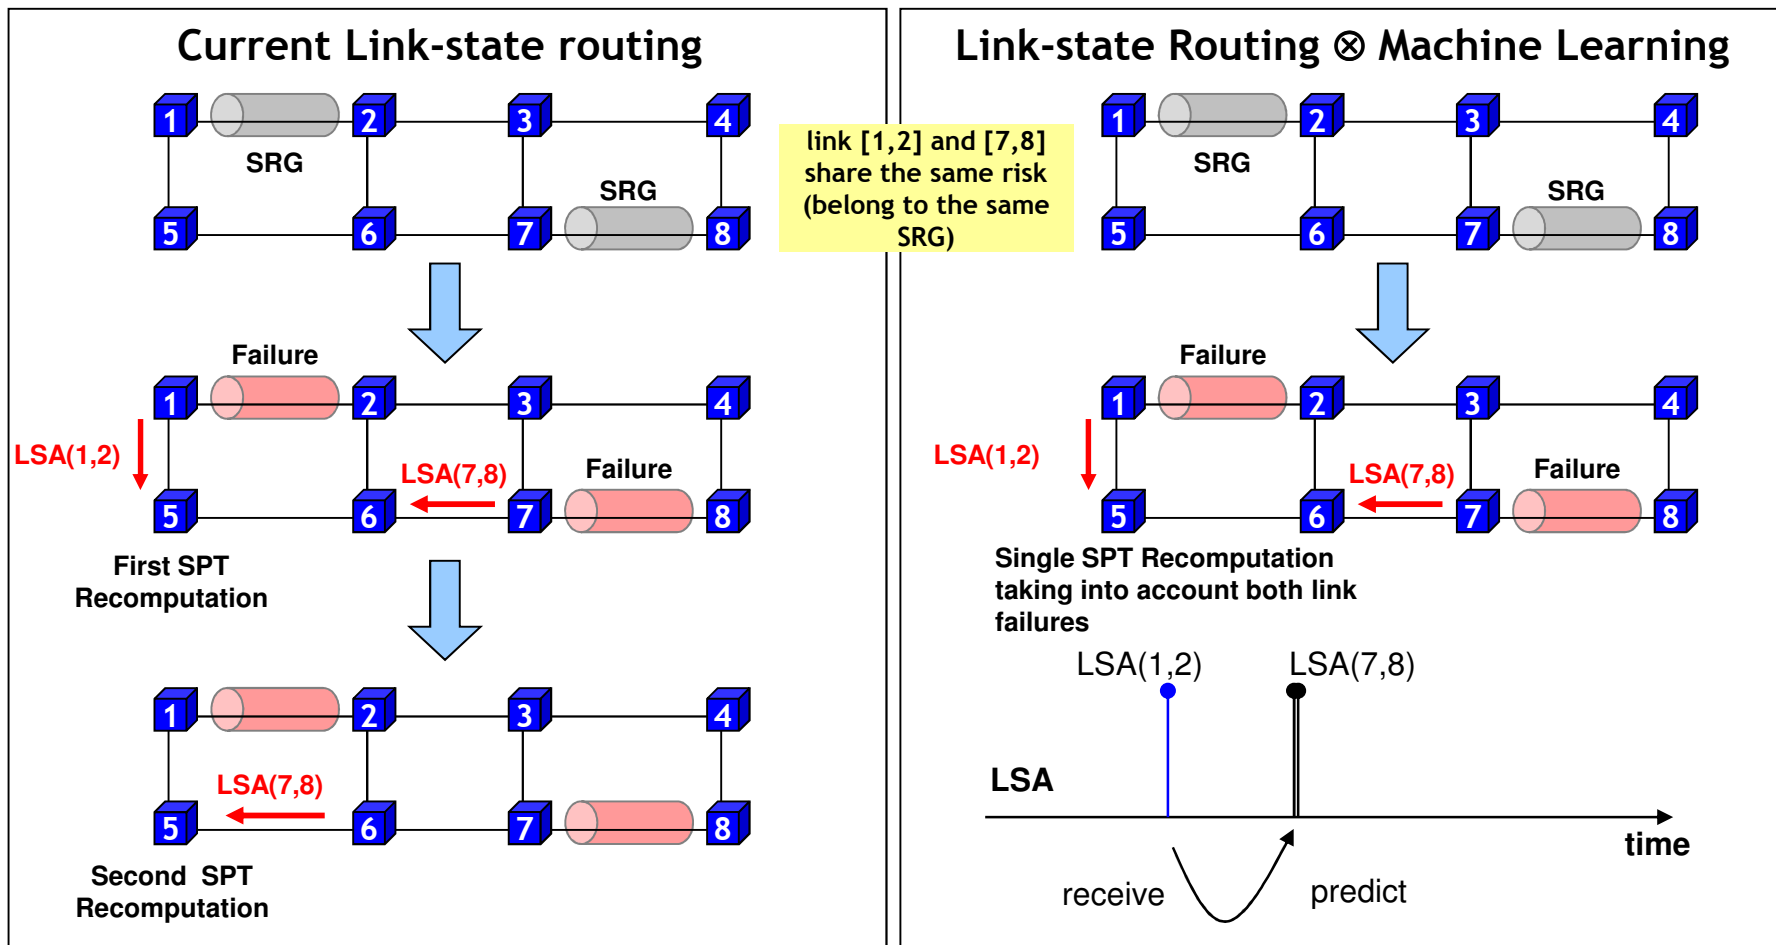 Current Link-state routing
1 2 3 4
SRG
SRG
5 6 7 8
Failure
1 2 3 4
LSA(1,2)
LSA(7,8)
Failure
5 6 7 8
First SPT
Recomputation
1 2 3 4
LSA(7,8)
5 6 7 8
Second SPT
Recomputation
link [1,2] and [7,8]
share the same risk
(belong to the same
SRG)
Link-state Routing ⊗ Machine Learning
1 2 3 4
SRG
SRG
5 6 7 8
Failure
1 2 3 4
LSA(1,2)
LSA(7,8)
Failure
5 6 7 8
Single SPT Recomputation
taking into account both link
failures
LSA(1,2) LSA(7,8)
LSA
time
receive predict